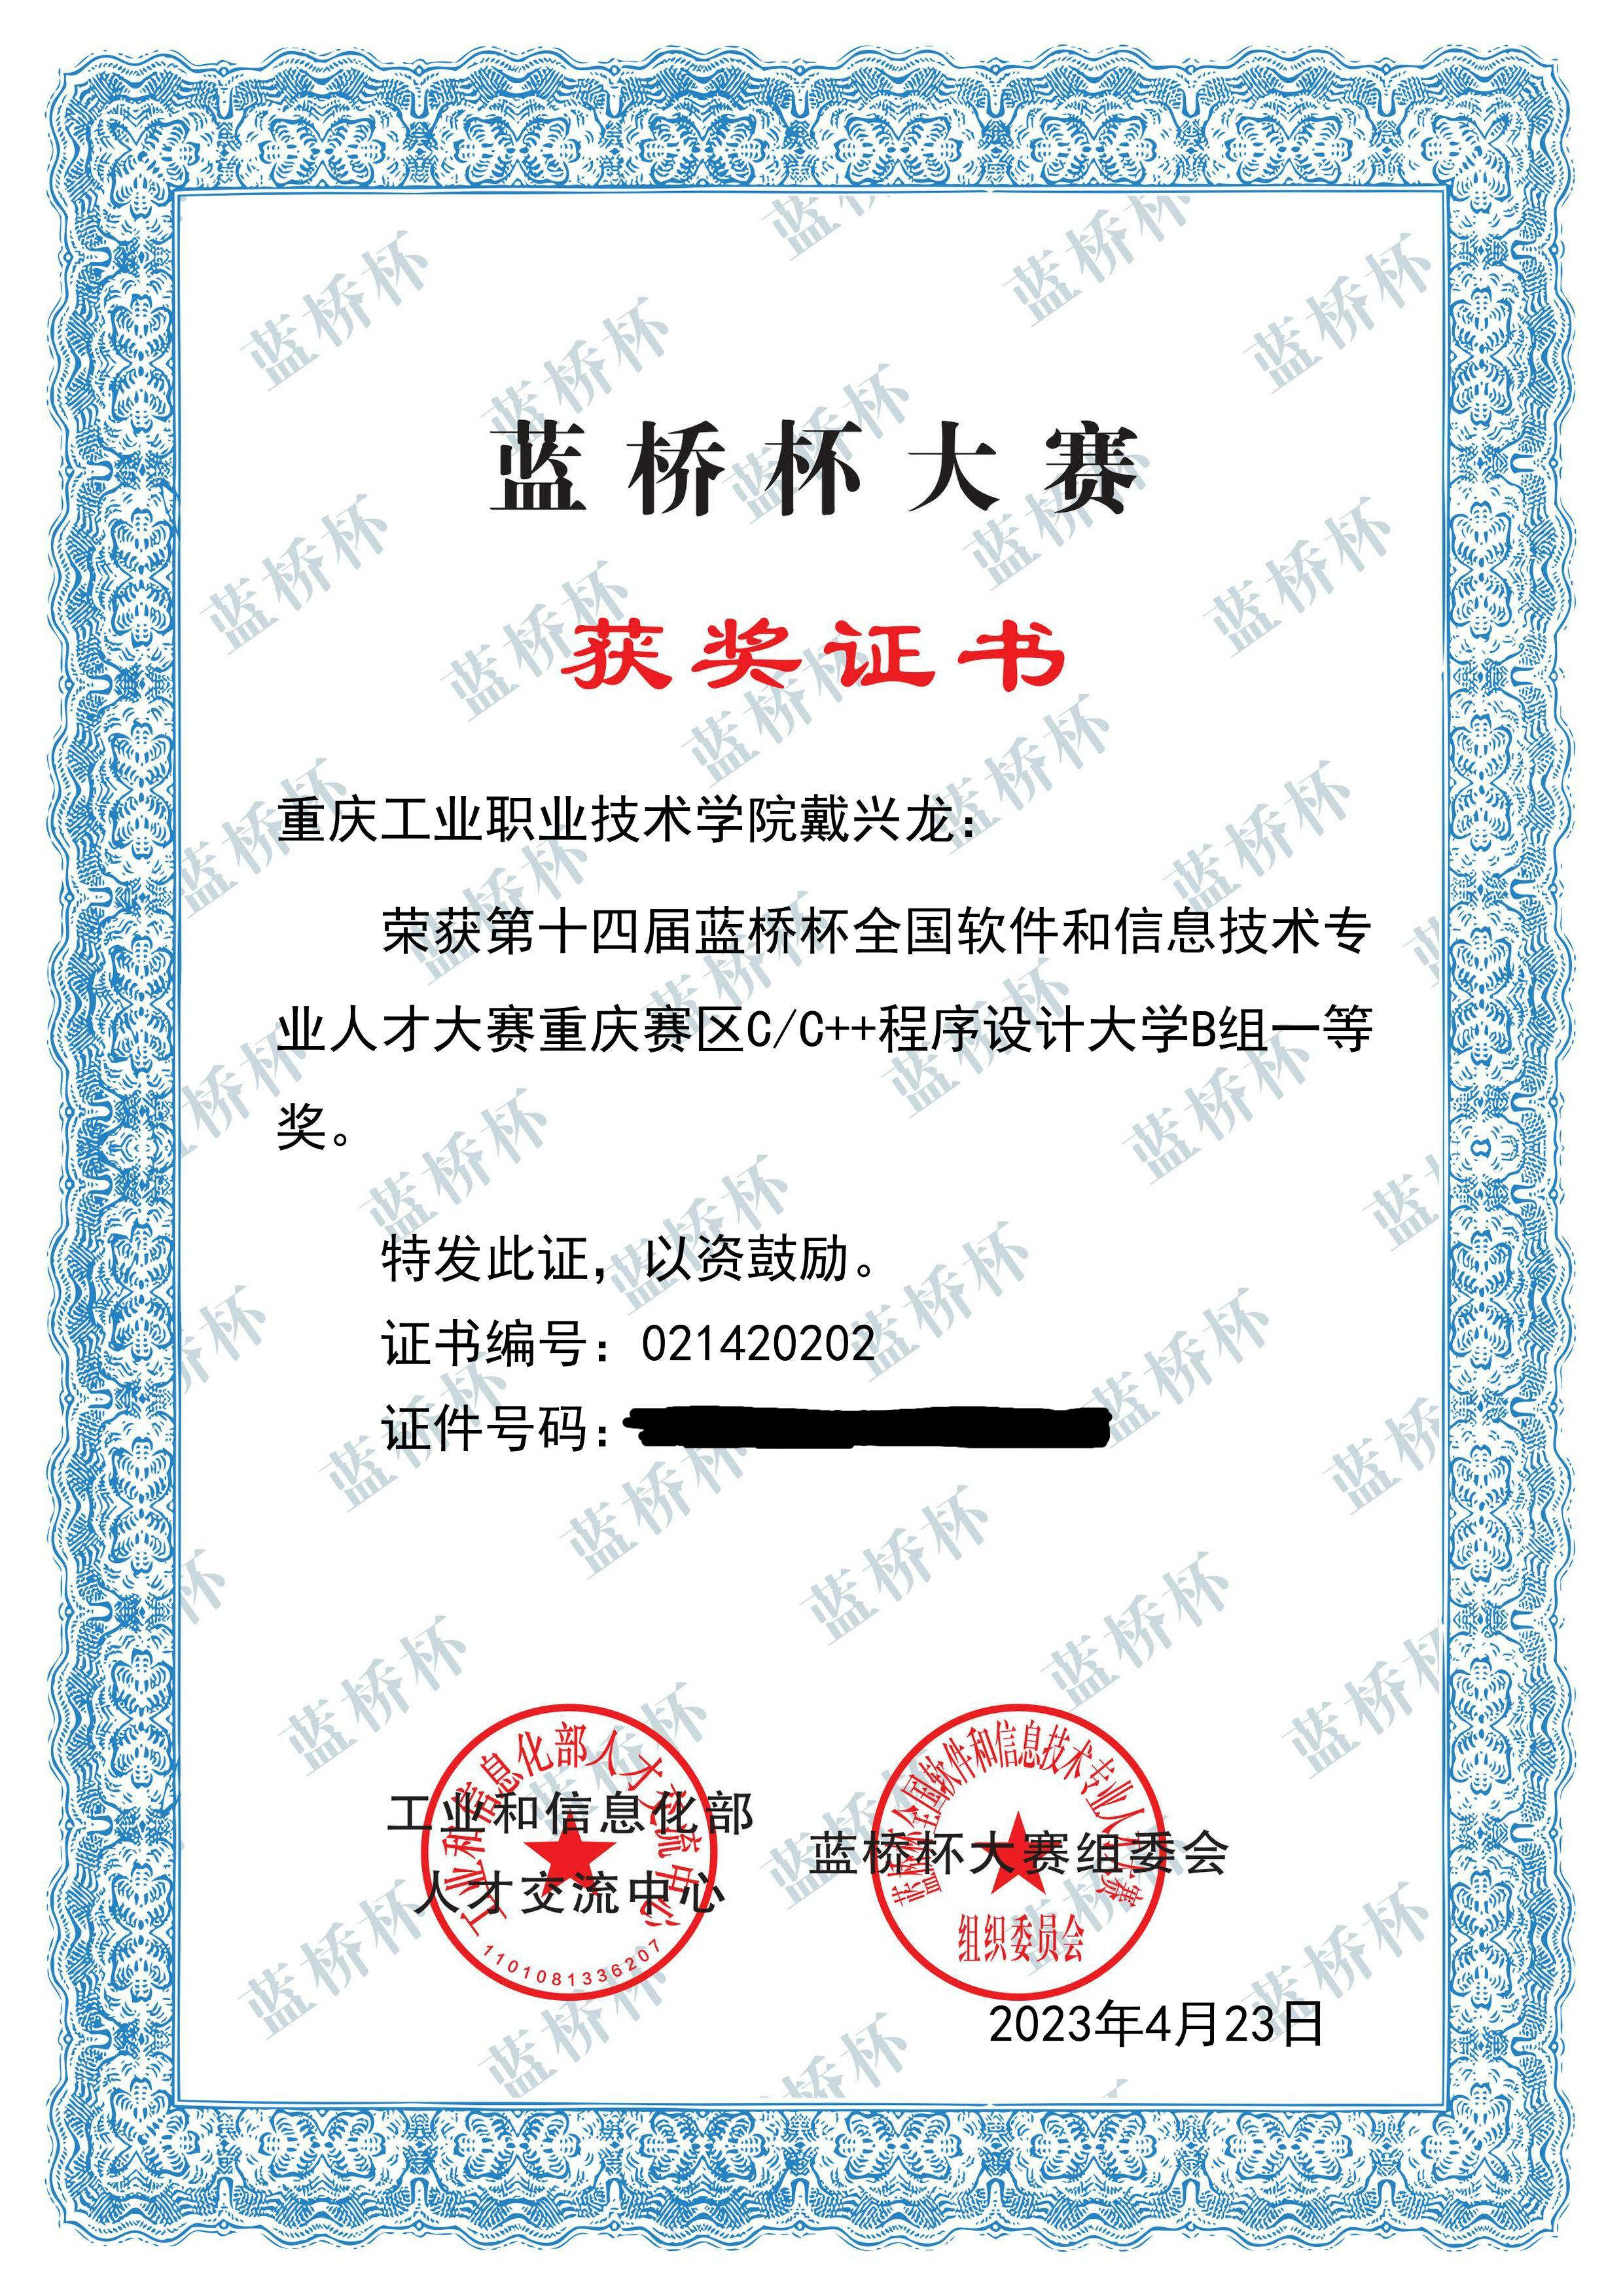 蓝桥杯大赛
获奖证书
重庆工业职业技术学院戴兴龙：
荣获第十四届蓝桥杯全国软件和信息技术专
业人才大赛重庆赛区C/C++程序设计大学B组一等
奖。
特发此证，以资鼓励。
证书编号：021420202
证件号码：
工业和信息化部
人才交流中心
工业和信息化部人才交流中心
1101081336207
蓝桥杯大赛组委会
蓝桥杯全国软件和信息技术专业人才大赛
组织委员会
2023年4月23日
蓝桥杯